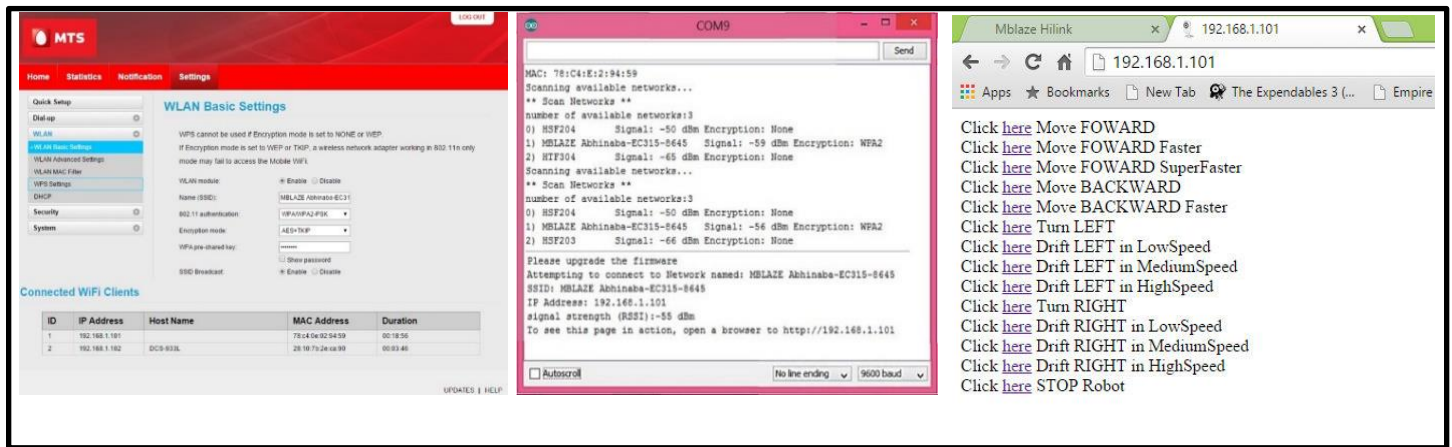 LOG OUT
MTS
Home Statistics Notification Settings
Quick Setup
Dial-up
WLAN
WLAN Basic Settings
WLAN Advanced Settings
WLAN MAC Filter
WPS Settings
DHCP
Security
System
WLAN Basic Settings
WPS cannot be used if Encryption mode is set to NONE or WEP.
If Encryption mode is set to WEP or TKIP, a wireless network adapter working in 802.11n only
mode may fail to access the Mobile WiFi.
WLAN module: Enable Disable
Name (SSID): MBLAZE Abhinaba-EC31
802.11 authentication: WPA/WPA2-PSK
Encryption mode: AES+TKIP
WPA pre-shared key:
Show password
SSID Broadcast: Enable Disable
Connected WiFi Clients
ID IP Address Host Name MAC Address Duration
1 192.168.1.101 78:c4:0e:02:94:59 00:18:56
2 192.168.1.102 DCS-933L 00:03:46
UPDATES | HELP
COM9
Send
MAC: 78:C4:E:2:94:59
Scanning available networks...
** Scan Networks **
number of available networks:3
0) HSF204 Signal: -50 dBm Encryption: None
1) MBLAZE Abhinaba-EC315-8645 Signal: -59 dBm Encryption: WPA2
2) HTF304 Signal: -65 dBm Encryption: None
Scanning available networks...
** Scan Networks **
number of available networks:3
0) HSF204 Signal: -50 dBm Encryption: None
1) MBLAZE Abhinaba-EC315-8645 Signal: -56 dBm Encryption: WPA2
2) HSF203 Signal: -66 dBm Encryption: None
Please upgrade the firmware
Attempting to connect to Network named: MBLAZE Abhinaba-EC315-8645
SSID: MBLAZE Abhinaba-EC315-8645
IP Address: 192.168.1.101
signal strength (RSSI):-55 dBm
To see this page in action, open a browser to http://192.168.1.101
Autoscroll No line ending 9600 baud
Mblaze Hilink 192.168.1.101
192.168.1.101
Apps Bookmarks New Tab The Expendables 3 (... Empire
Click here Move FOWARD
Click here Move FOWARD Faster
Click here Move FOWARD SuperFaster
Click here Move BACKWARD
Click here Move BACKWARD Faster
Click here Turn LEFT
Click here Drift LEFT in LowSpeed
Click here Drift LEFT in MediumSpeed
Click here Drift LEFT in HighSpeed
Click here Turn RIGHT
Click here Drift RIGHT in LowSpeed
Click here Drift RIGHT in MediumSpeed
Click here Drift RIGHT in HighSpeed
Click here STOP Robot